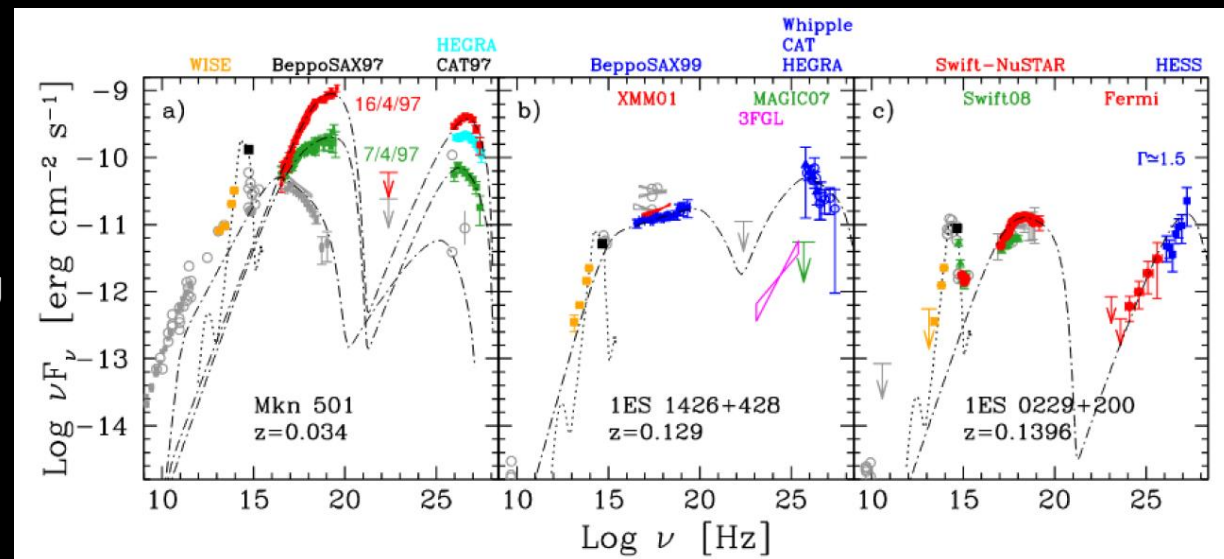 Whipple
CAT
HEGRA
HEGRA
WISE BeppoSAX97 CAT97 BeppoSAX99 Swift-NuSTAR HESS
XMM01 MAGIC07 Swift08 Fermi
3FGL
a) 16/4/97 b) c)
7/4/97 Γ≃1.5
Log νFν [erg cm−2 s−1]
−9
−10
−11
−12
−13
−14
Mkn 501 1ES 1426+428 1ES 0229+200
z=0.034 z=0.129 z=0.1396
10 15 20 25 10 15 20 25 10 15 20 25
Log ν [Hz]